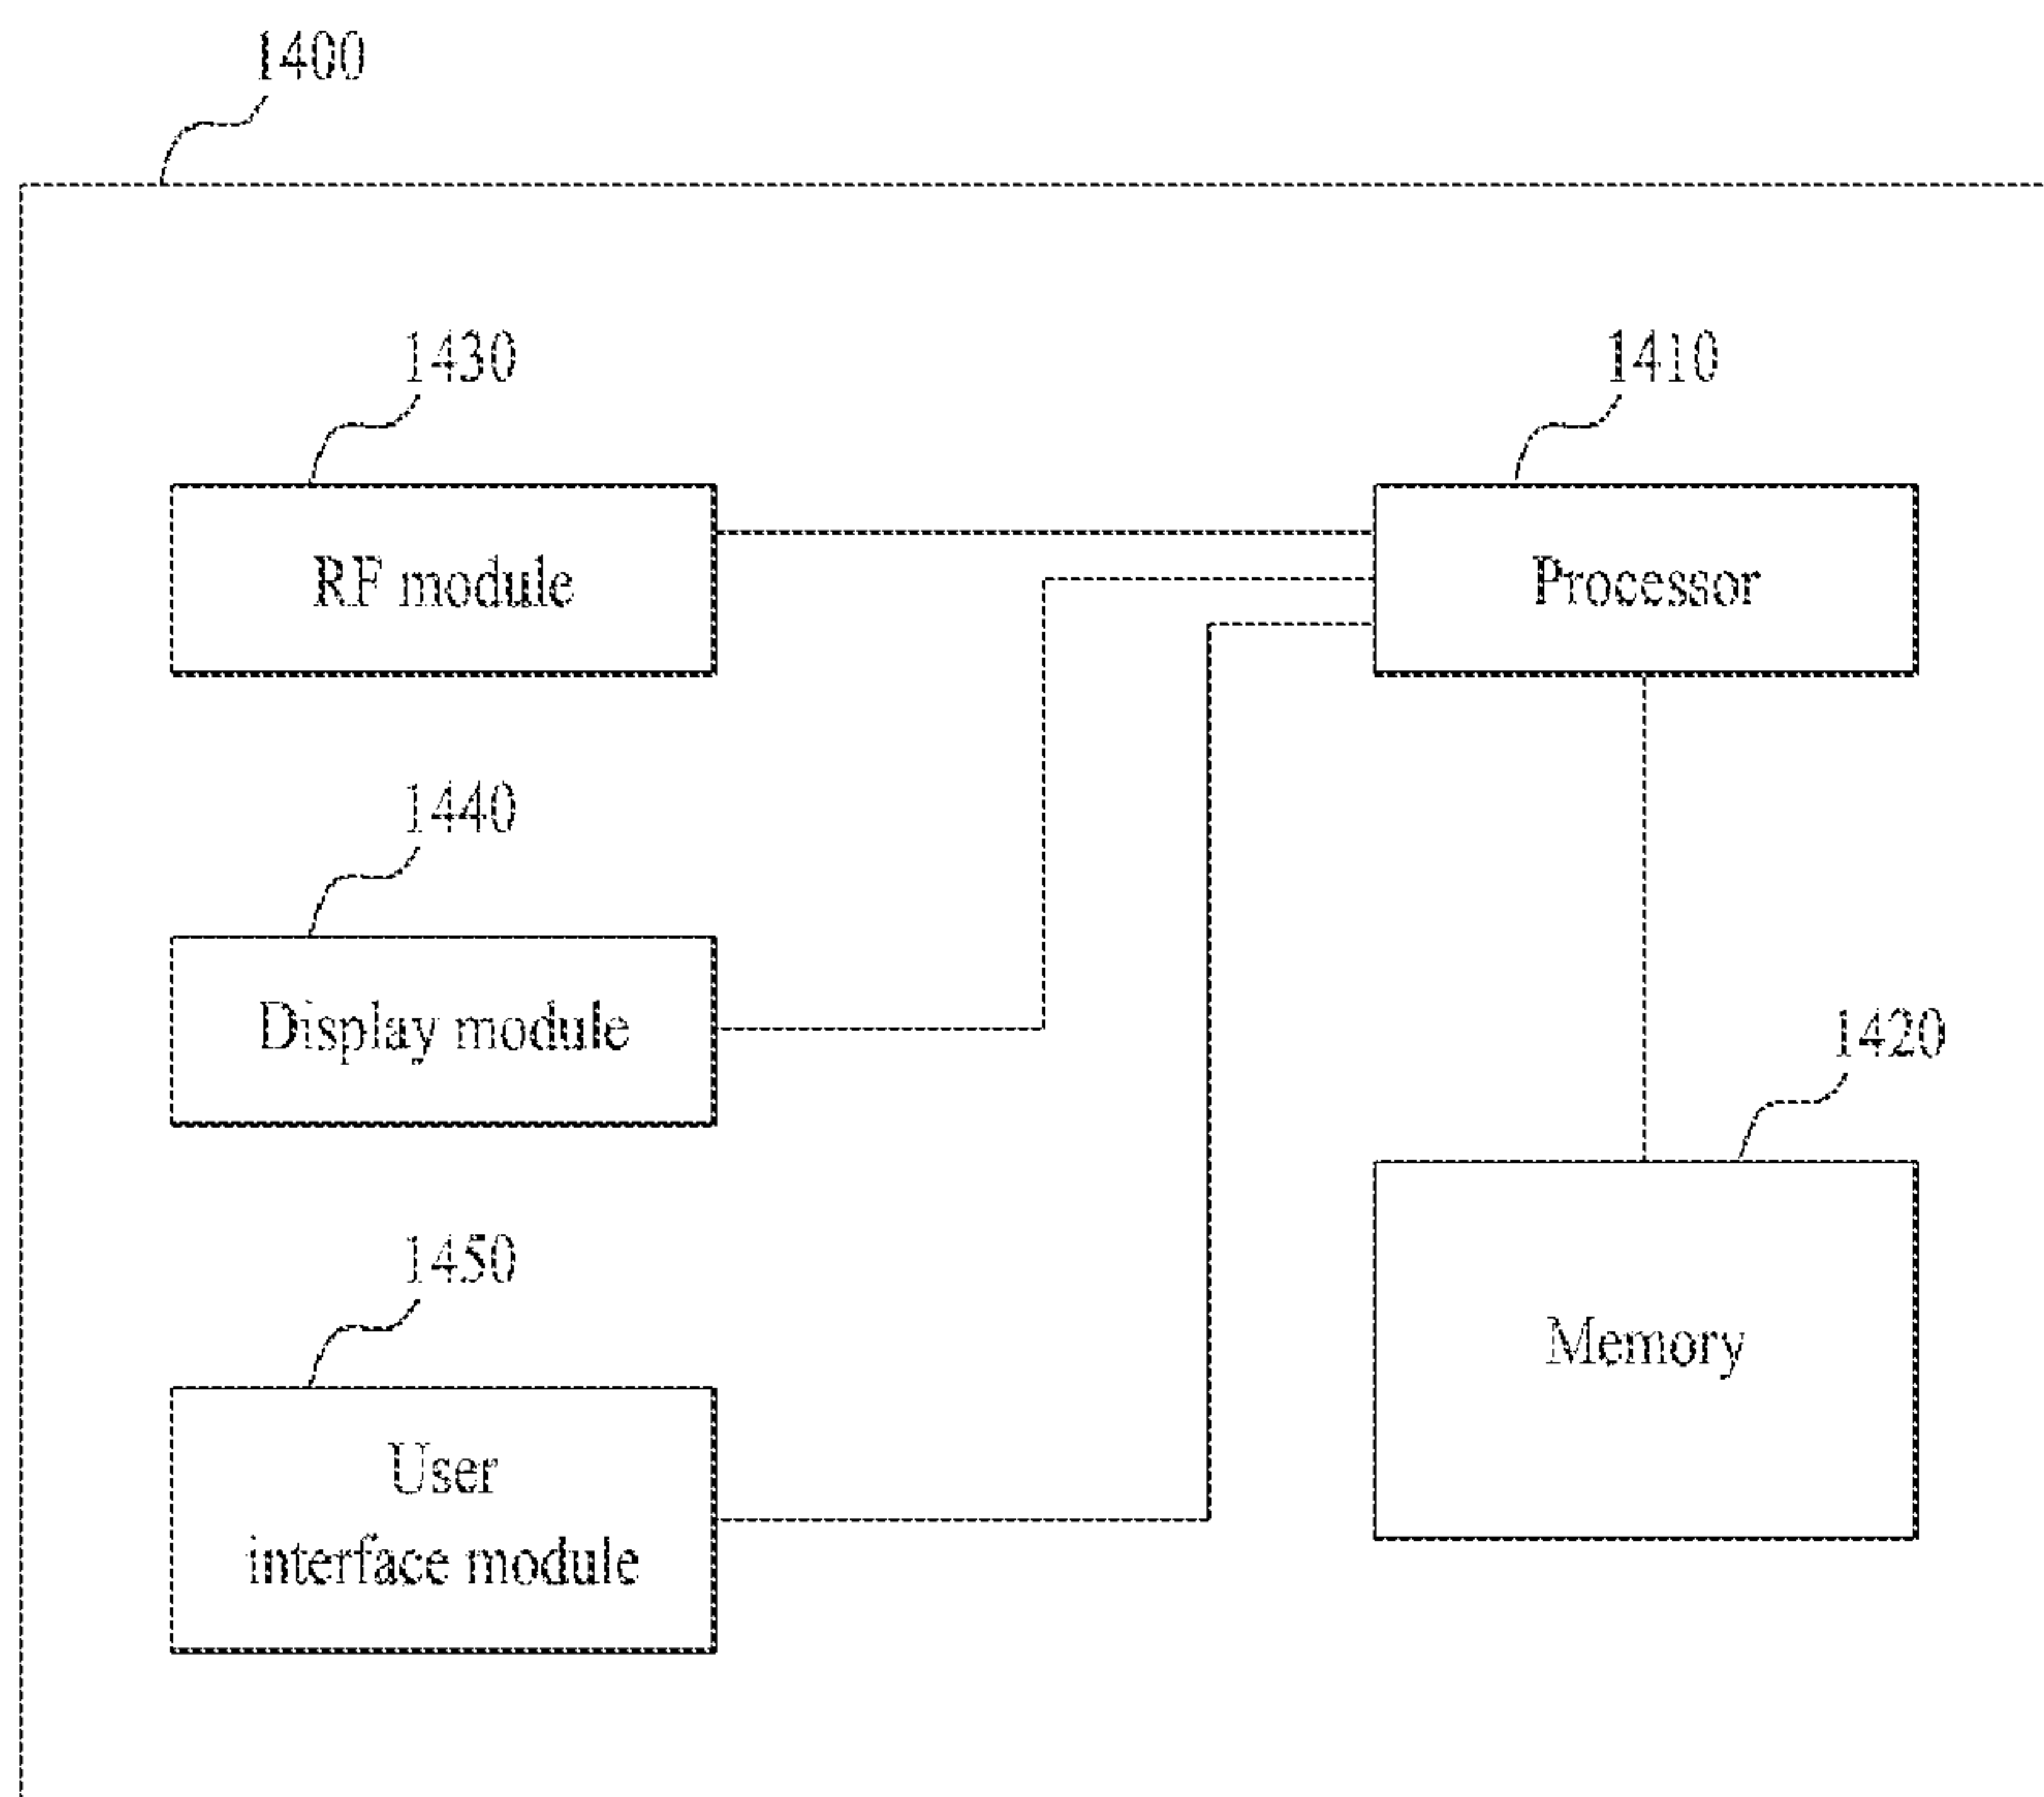 1400
1430
1410
RF module
Processor
1440
Display module
1420
1450
Memory
User
interface module